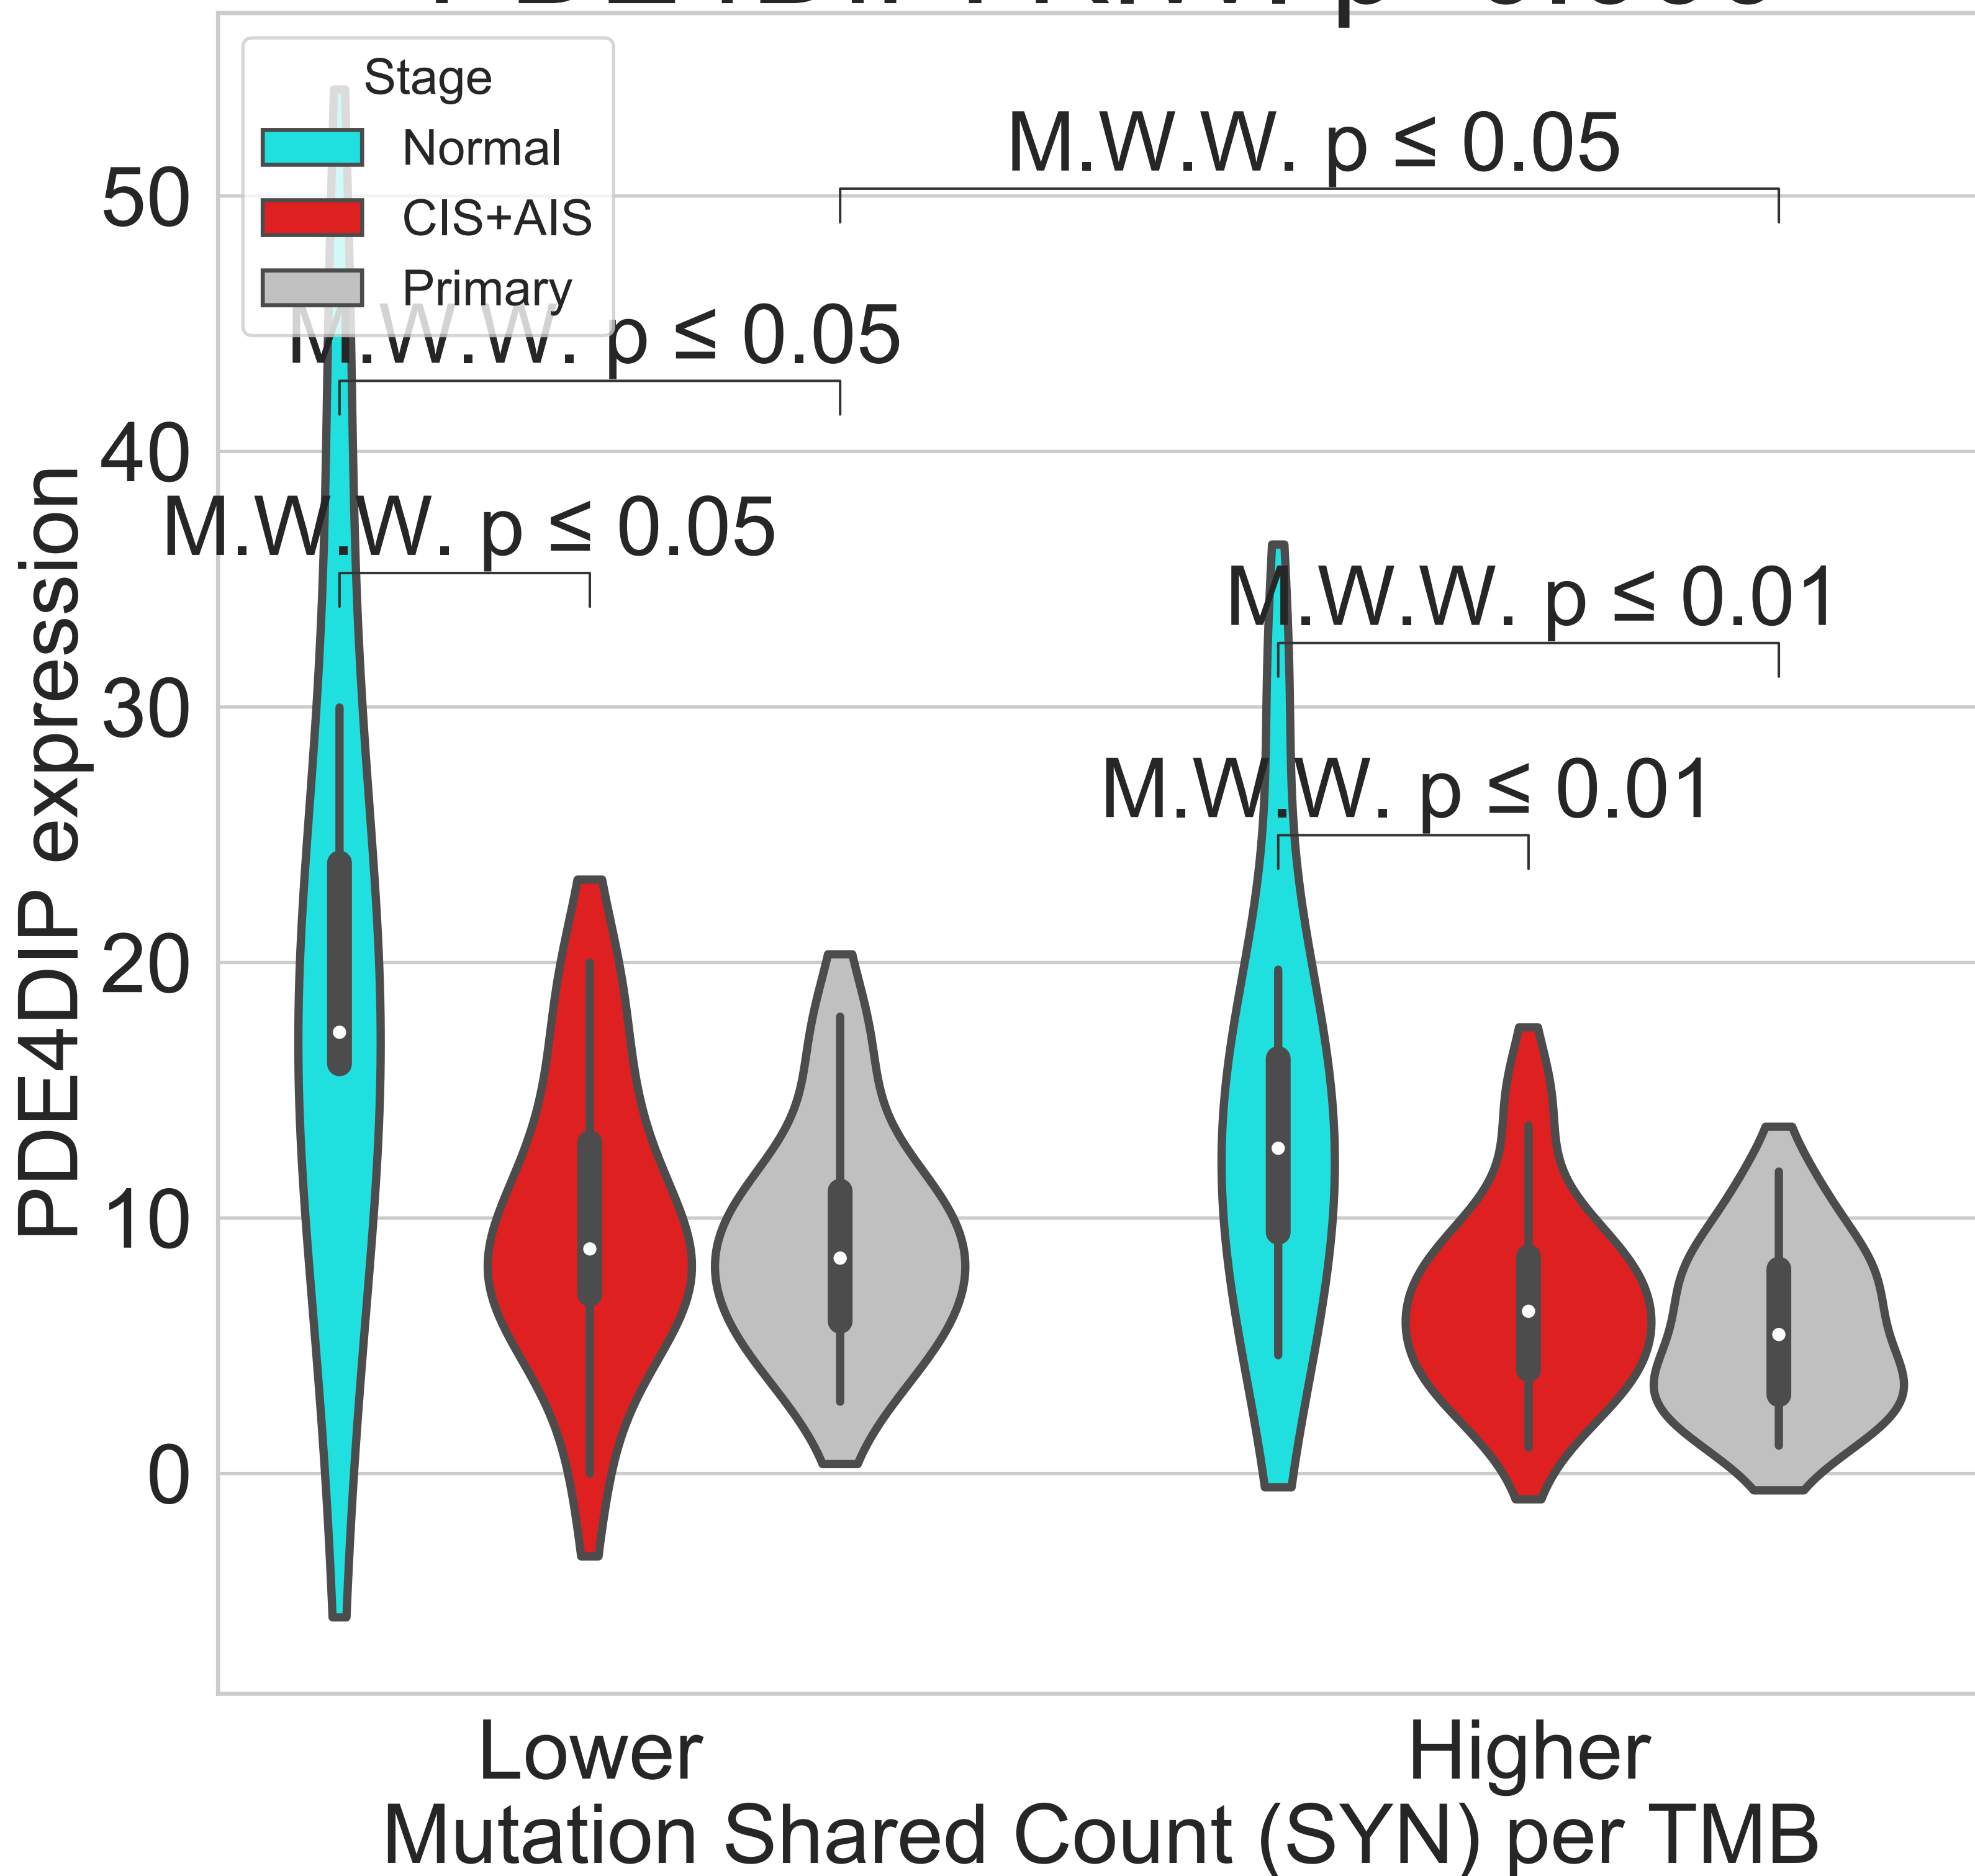 Stage
Normal
CIS+AIS
Primary
M.W.W. p ≤ 0.05
M.W.W. p ≤ 0.05
M.W.W. p ≤ 0.05
M.W.W. p ≤ 0.01
M.W.W. p ≤ 0.01
PDE4DIP expression
50
40
30
20
10
0
Lower
Higher
Mutation Shared Count (SYN) per TMB